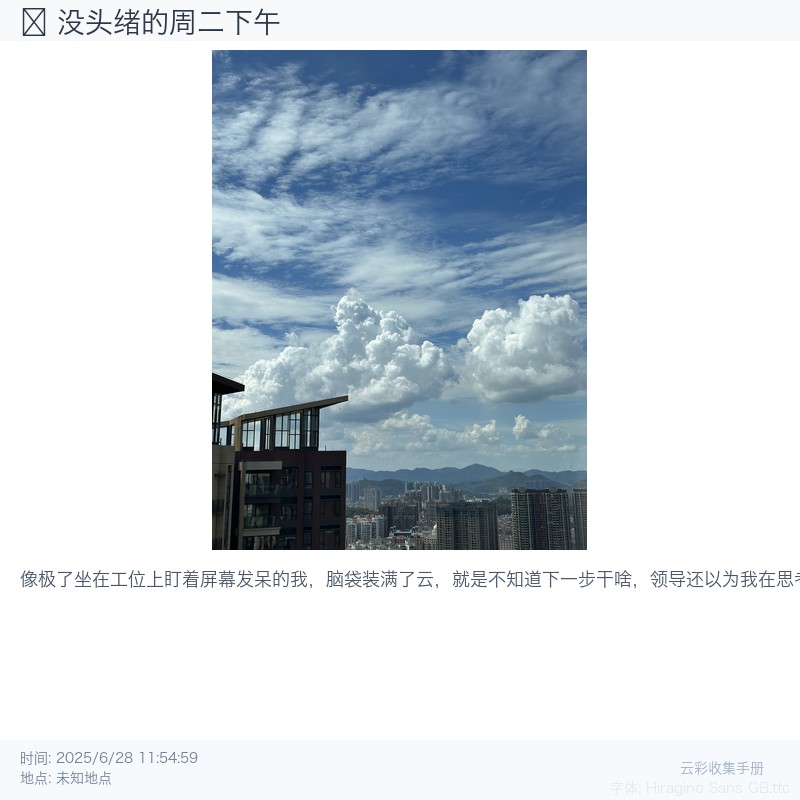 没头绪的周二下午
像极了坐在工位上盯着屏幕发呆的我，脑袋装满了云，就是不知道下一步干啥，领导还以为我在思
时间: 2025/6/28 11:54:59
地点: 未知地点
云彩收集手册
字体: Hiragino Sans GB.ttc